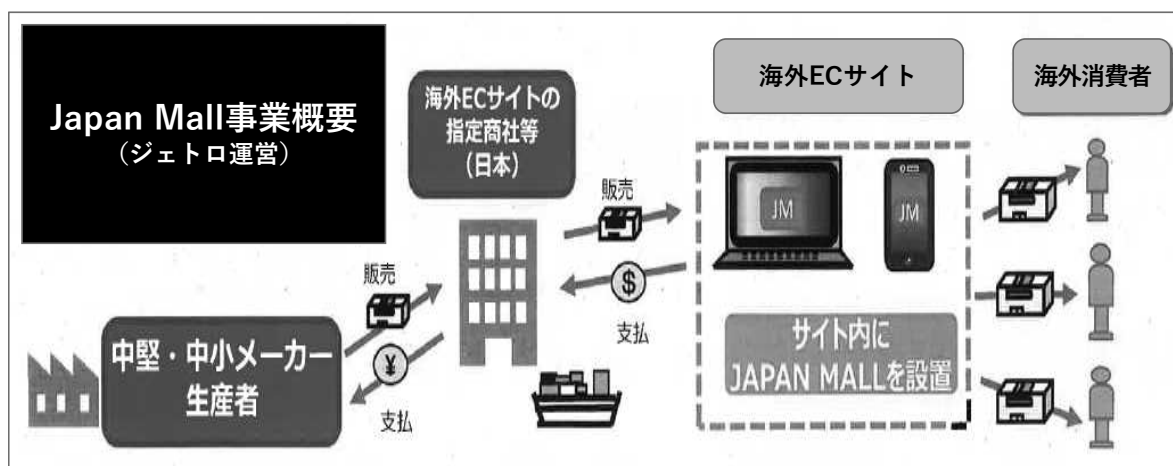 Japan Mall事業概要
（ジェトロ運営）
海外ECサイトの
指定商社等
（日本）
海外ECサイト
海外消費者
販売
JM
JM
$
支払
販売
¥
支払
中堅・中小メーカー
生産者
サイト内に
JAPAN MALLを設置